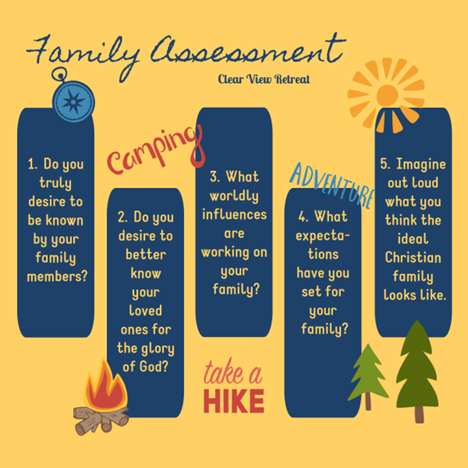 Family Assessment
Clear View Retreat
1. Do you
truly
desire to
be known
by your
family
members?
Camping
2. Do you
desire to
better
know
your
loved
ones for
the glory
of God?
3. What
worldly
influences
are
working on
your
family?
take a
HIKE
ADVENTURE
4. What
expecta-
tions
have you
set for
your
family?
5. Imagine
out loud
what you
think the
ideal
Christian
family
looks like.